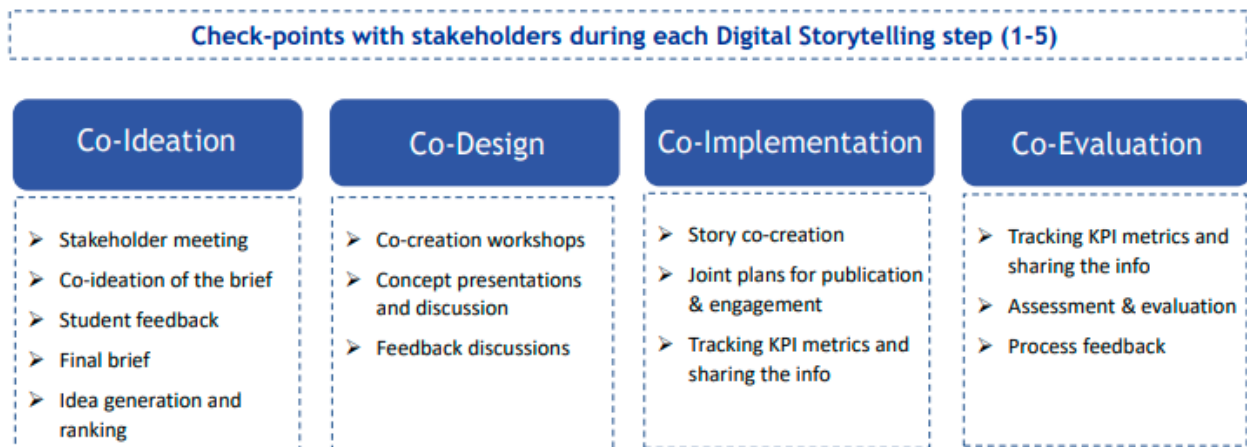 Check-points with stakeholders during each Digital Storytelling step (1-5)
Co-Ideation
➢ Stakeholder meeting
➢ Co-ideation of the brief
➢ Student feedback
➢ Final brief
➢ Idea generation and
ranking
Co-Design
➢ Co-creation workshops
➢ Concept presentations
and discussion
➢ Feedback discussions
Co-Implementation
➢ Story co-creation
➢ Joint plans for publication
& engagement
➢ Tracking KPI metrics and
sharing the info
Co-Evaluation
➢ Tracking KPI metrics and
sharing the info
➢ Assessment & evaluation
➢ Process feedback